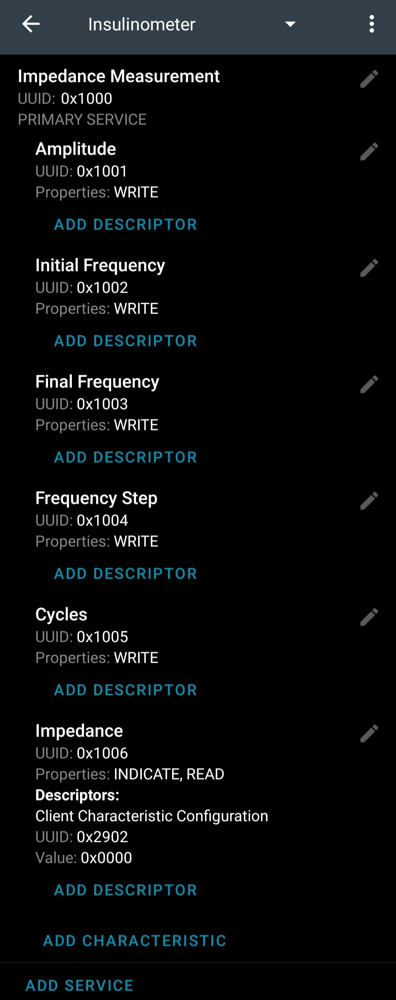 Insulinometer
Impedance Measurement
UUID: 0x1000
PRIMARY SERVICE
Amplitude
UUID: 0x1001
Properties: WRITE
ADD DESCRIPTOR
Initial Frequency
UUID: 0x1002
Properties: WRITE
ADD DESCRIPTOR
Final Frequency
UUID: 0x1003
Properties: WRITE
ADD DESCRIPTOR
Frequency Step
UUID: 0x1004
Properties: WRITE
ADD DESCRIPTOR
Cycles
UUID: 0x1005
Properties: WRITE
ADD DESCRIPTOR
Impedance
UUID: 0x1006
Properties: INDICATE, READ
Descriptors:
Client Characteristic Configuration
UUID: 0x2902
Value: 0x0000
ADD DESCRIPTOR
ADD CHARACTERISTIC
ADD SERVICE